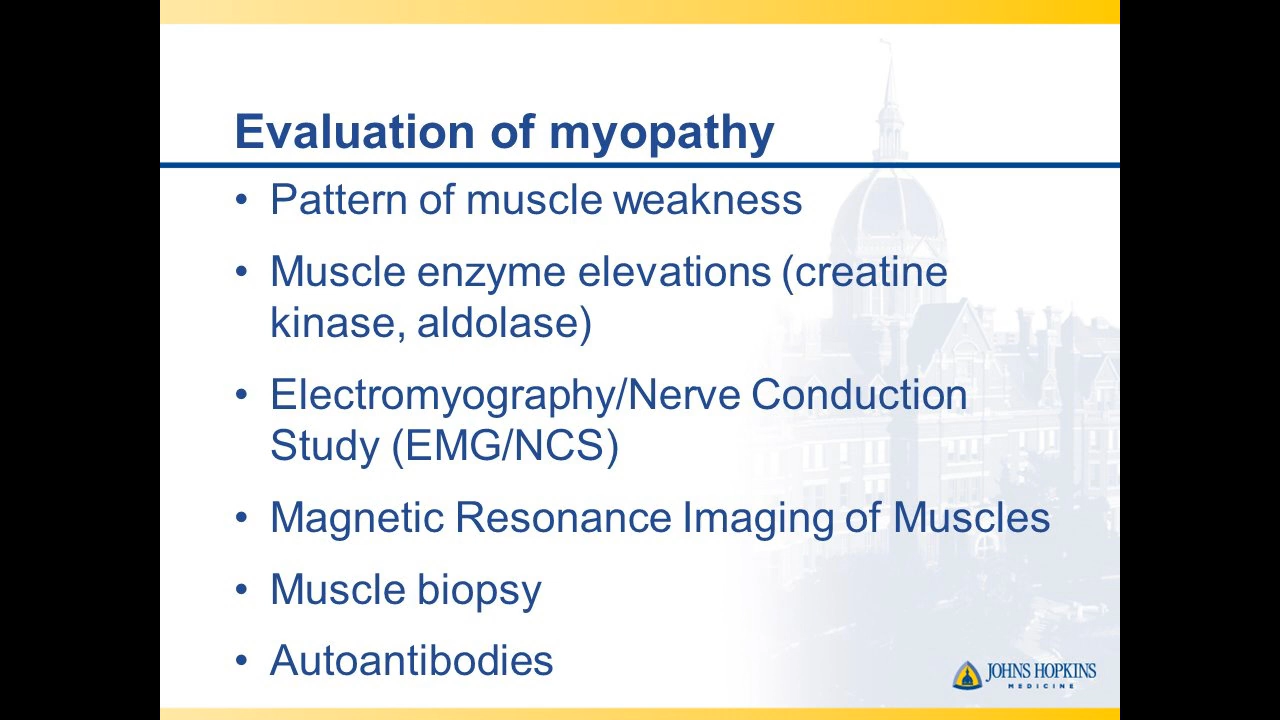 Evaluation of myopathy
• Pattern of muscle weakness
• Muscle enzyme elevations (creatine
kinase, aldolase)
• Electromyography/Nerve Conduction
Study (EMG/NCS)
• Magnetic Resonance Imaging of Muscles
• Muscle biopsy
• Autoantibodies
JOHNS HOPKINS
MEDICINE